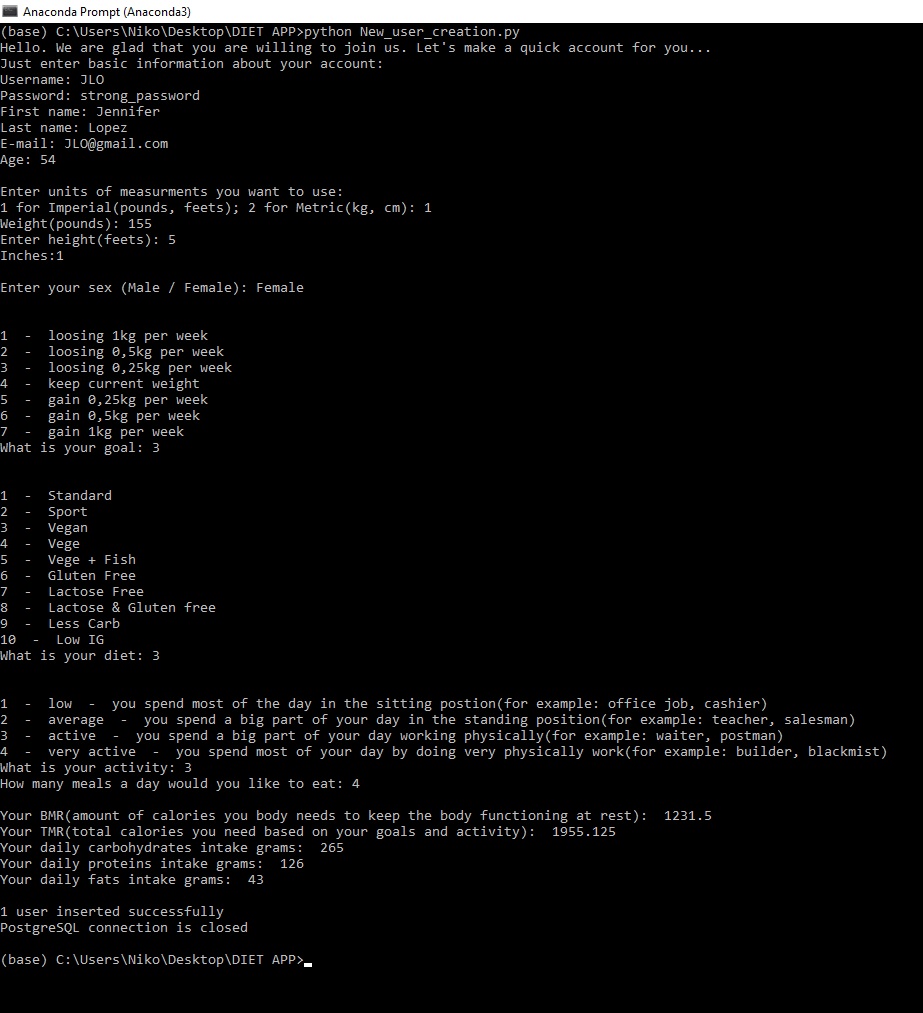 Anaconda Prompt (Anaconda3)
(base) C:\Users\Niko\Desktop\DIET APP>python New_user_creation.py
Hello. We are glad that you are willing to join us. Let's make a quick account for you...
Just enter basic information about your account:
Username: JLO
Password: strong_password
First name: Jennifer
Last name: Lopez
E-mail: JLO@gmail.com
Age: 54
Enter units of measurments you want to use:
1 for Imperial(pounds, feets); 2 for Metric(kg, cm): 1
Weight(pounds): 155
Enter height(feets): 5
Inches:1
Enter your sex (Male / Female): Female
1  -  loosing 1kg per week
2  -  loosing 0,5kg per week
3  -  loosing 0,25kg per week
4  -  keep current weight
5  -  gain 0,25kg per week
6  -  gain 0,5kg per week
7  -  gain 1kg per week
What is your goal: 3
1  -  Standard
2  -  Sport
3  -  Vegan
4  -  Vege
5  -  Vege + Fish
6  -  Gluten Free
7  -  Lactose Free
8  -  Lactose & Gluten free
9  -  Less Carb
10  -  Low IG
What is your diet: 3
1  -  low  -  you spend most of the day in the sitting postion(for example: office job, cashier)
2  -  average  -  you spend a big part of your day in the standing position(for example: teacher, salesman)
3  -  active  -  you spend a big part of your day working physically(for example: waiter, postman)
4  -  very active  -  you spend most of your day by doing very physically work(for example: builder, blackmist)
What is your activity: 3
How many meals a day would you like to eat: 4
Your BMR(amount of calories you body needs to keep the body functioning at rest):  1231.5
Your TMR(total calories you need based on your goals and activity):  1955.125
Your daily carbohydrates intake grams:  265
Your daily proteins intake grams:  126
Your daily fats intake grams:  43
1 user inserted successfully
PostgreSQL connection is closed
(base) C:\Users\Niko\Desktop\DIET APP>